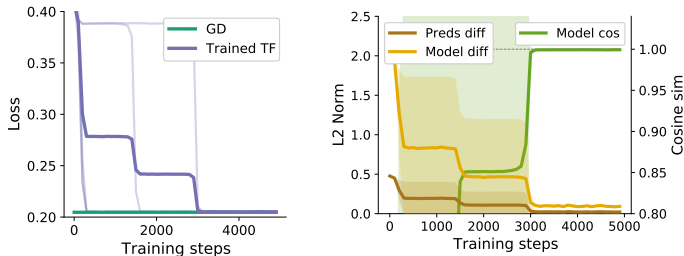 0.40
0.35
0.30
0.25
0.20
Loss
GD
Trained TF
0
2000
4000
Training steps
2.5
2.0
1.5
1.0
0.5
0.0
L2 Norm
Preds diff
Model diff
Model cos
1.00
0.95
0.90
0.85
0.80
Cosine sim
0
1000
2000
3000
4000
5000
Training steps